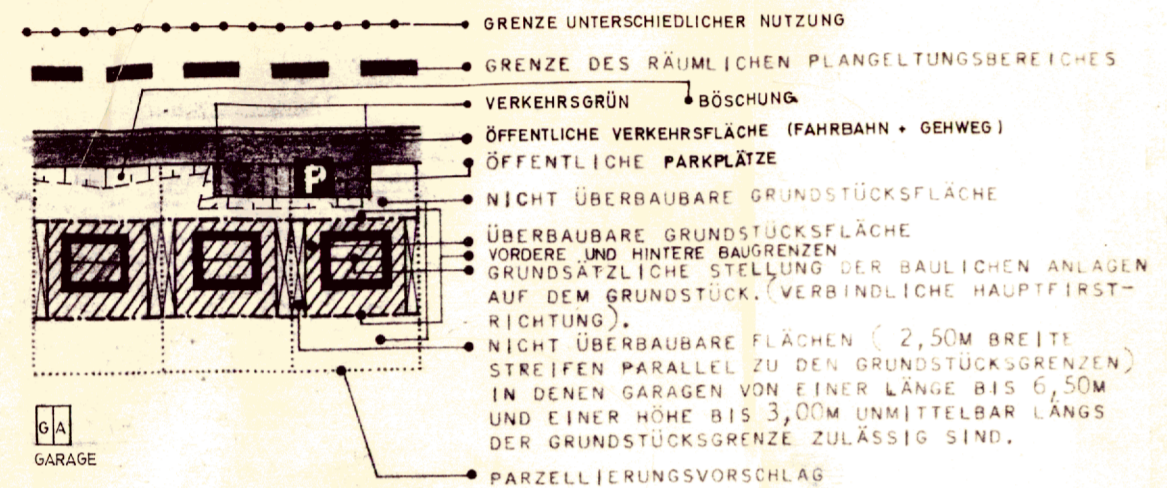 GRENZE UNTERSCHIEDLICHER NUTZUNG
GRENZE DES RÄUMLICHEN PLANGELTUNGSBEREICHES
VERKEHRSGRÜN
BÖSCHUNG
ÖFFENTLICHE VERKEHRSFLÄCHE (FAHRBAHN + GEHWEG)
P
ÖFFENTLICHE PARKPLÄTZE
NICHT ÜBERBAUBARE GRUNDSTÜCKSFLÄCHE
ÜBERBAUBARE GRUNDSTÜCKSFLÄCHE
VORDERE UND HINTERE BAUGRENZEN
GRUNDSÄTZLICHE STELLUNG DER BAULICHEN ANLAGEN
AUF DEM GRUNDSTÜCK. (VERBINDLICHE HAUPTFIRST-
RICHTUNG).
NICHT ÜBERBAUBARE FLÄCHEN ( 2,50M BREITE
STREIFEN PARALLEL ZU DEN GRUNDSTÜCKSGRENZEN)
IN DENEN GARAGEN VON EINER LÄNGE BIS 6,50M
UND EINER HÖHE BIS 3,00M UNMITTELBAR LÄNGS
DER GRUNDSTÜCKSGRENZE ZULÄSSIG SIND.
GA
GARAGE
PARZELLIERUNGSVORSCHLAG